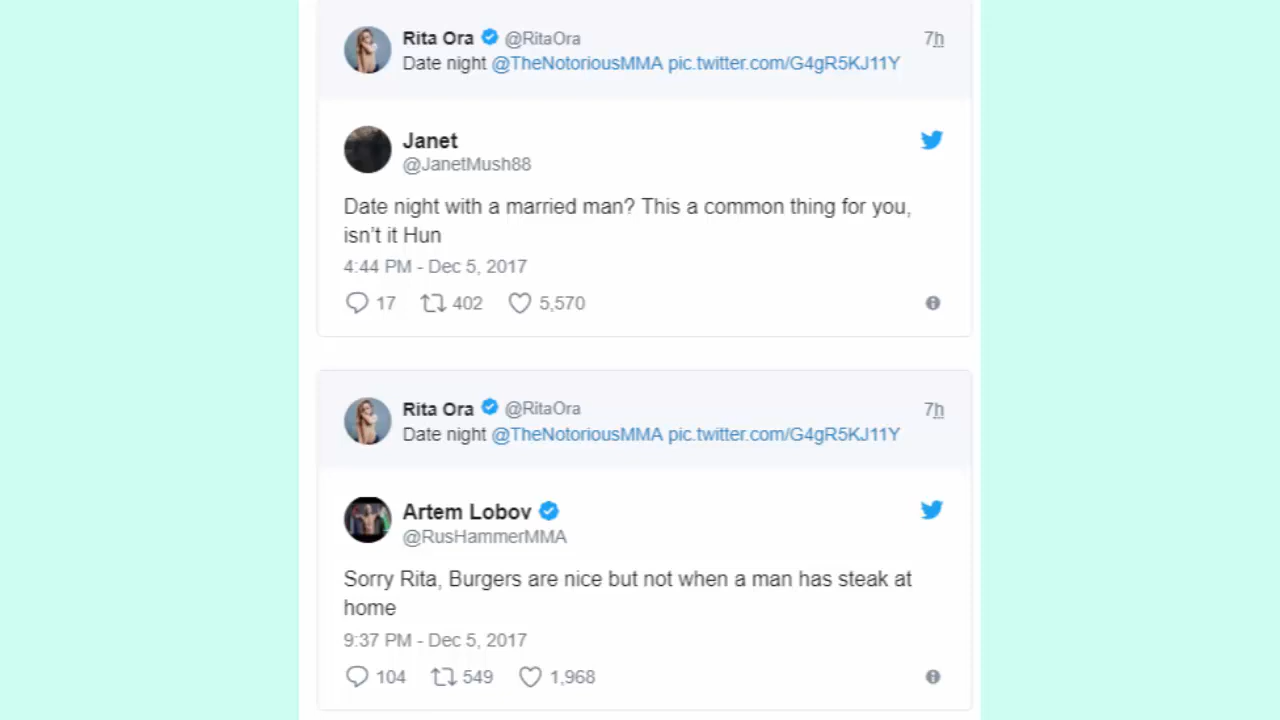 Rita Ora @RitaOra 7h
Date night @TheNotoriousMMA pic.twitter.com/G4gR5KJ11Y
Janet
@JanetMush88
Date night with a married man? This a common thing for you,
isn't it Hun
4:44 PM - Dec 5, 2017
17 402 5,570
Rita Ora @RitaOra 7h
Date night @TheNotoriousMMA pic.twitter.com/G4gR5KJ11Y
Artem Lobov
@RusHammerMMA
Sorry Rita, Burgers are nice but not when a man has steak at
home
9:37 PM - Dec 5, 2017
104 549 1,968